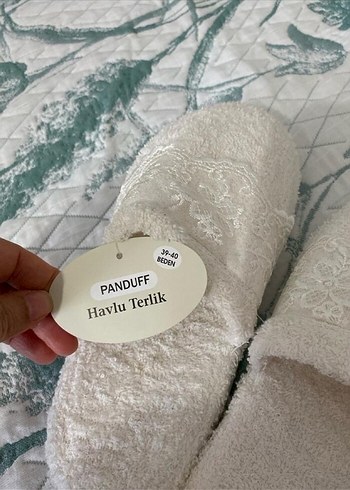 39-40
BEDEN
PANDUFF
Havlu Terlik